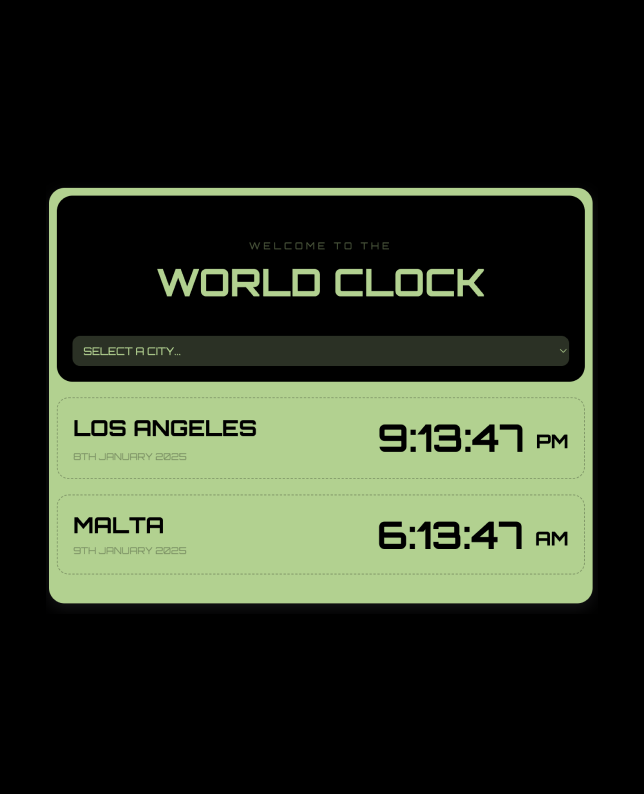 WELCOME TO THE
WORLD CLOCK
SELECT A CITY...
LOS ANGELES
8TH JANUARY 2025
9:13:47 PM
MALTA
9TH JANUARY 2025
6:13:47 AM